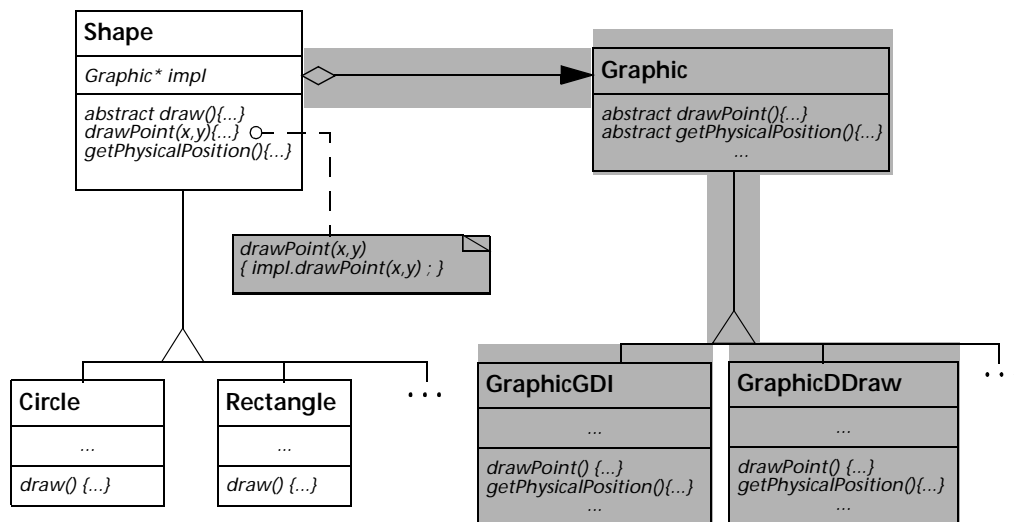 Shape
Graphic* impl
abstract draw(){...}
drawPoint(x,y){...}
getPhysicalPosition(){...}
Graphic
abstract drawPoint(){...}
abstract getPhysicalPosition(){...}
...
drawPoint(x,y)
{ impl.drawPoint(x,y) ; }
Circle
...
draw() {...}
Rectangle
...
draw() {...}
...
GraphicGDI
...
drawPoint() {...}
getPhysicalPosition(){...}
...
GraphicDDraw
...
drawPoint() {...}
getPhysicalPosition(){...}
...
..